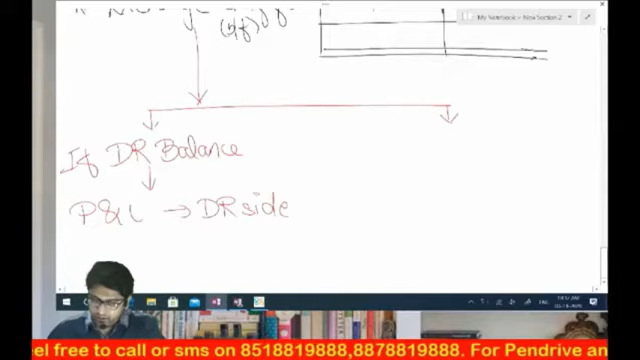 My Notebook > New Section 2
(b/f)
If DR Balance
P&L → DR side
el free to call or sms on 8518819888,8878819888. For Pendrive an